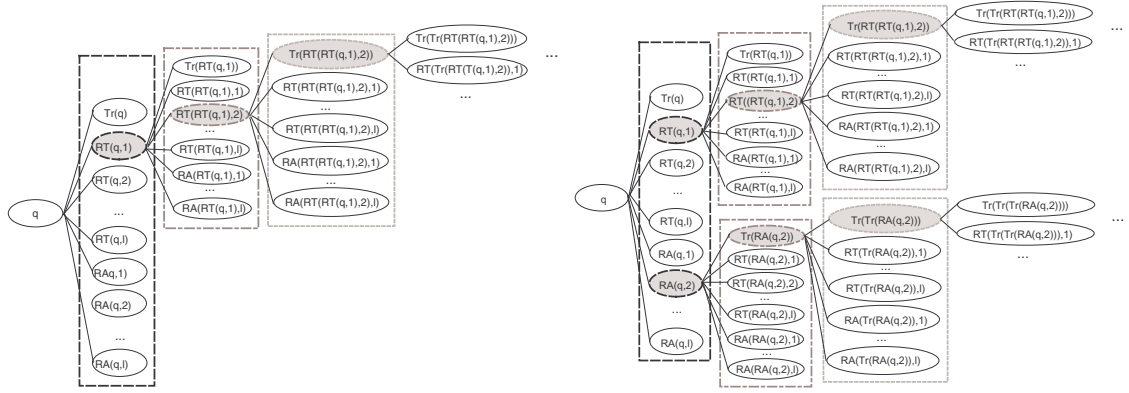 q
Tr(q)
RT(q,1)
RT(q,2)
...
RT(q,l)
RAq,1)
RA(q,2)
...
RA(q,l)
Tr(RT(q,1))
RT(RT(q,1),1)
RT(RT(q,1),2)
...
RT(RT(q,1),l)
RA(RT(q,1),1)
...
RA(RT(q,1),l)
Tr(RT(RT(q,1),2))
RT(RT(RT(q,1),2),1)
...
RT(RT(RT(q,1),2),l)
RA(RT(RT(q,1),2),1)
...
RA(RT(RT(q,1),2),l)
Tr(Tr(RT(RT(q,1),2)))
RT(Tr(RT(T(q,1),2)),1)
...
...
q
Tr(q)
RT(q,1)
RT(q,2)
...
RT(q,l)
RA(q,1)
RA(q,2)
...
RA(q,l)
Tr(RT(q,1))
RT(RT(q,1),1)
RT((RT(q,1),2)
...
RT(RT(q,1),l)
RA(RT(q,1),1)
...
RA(RT(q,1),l)
Tr(RT(RT(q,1),2))
RT(RT(RT(q,1),2),1)
...
RT(RT(RT(q,1),2),l)
RA(RT(RT(q,1),2),1)
...
RA(RT(RT(q,1),2),l)
Tr(Tr(RT(RT(q,1),2)))
RT(Tr(RT(RT(q,1),2)),1)
...
...
Tr(RA(q,2))
RT(RA(q,2),1)
RT(RA(q,2),2)
...
RT(RA(q,2),l)
RA(RA(q,2),1)
...
RA(RA(q,2),l)
Tr(Tr(RA(q,2)))
RT(Tr(RA(q,2)),1)
...
RT(Tr(RA(q,2)),l)
RA(Tr(RA(q,2)),1)
...
RA(Tr(RA(q,2)),l)
Tr(Tr(Tr(RA(q,2))))
RT(Tr(Tr(RA(q,2))),1)
...
...